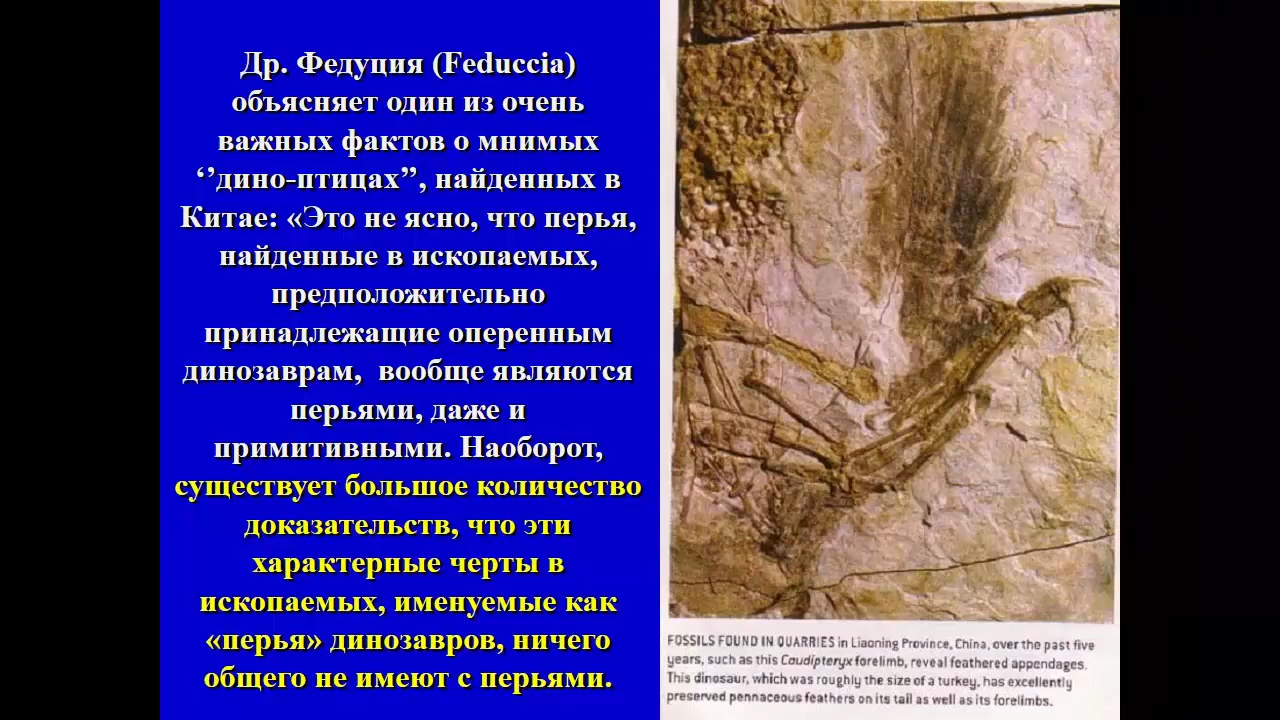 Др. Федуция (Feduccia)
объясняет один из очень
важных фактов о мнимых
‘’дино-птицах’’, найденных в
Китае: «Это не ясно, что перья,
найденные в ископаемых,
предположительно
принадлежащие оперенным
динозаврам, вообще являются
перьями, даже и
примитивными. Наоборот,
существует большое количество
доказательств, что эти
характерные черты в
ископаемых, именуемые как
«перья» динозавров, ничего
общего не имеют с перьями.
FOSSILS FOUND IN QUARRIES in Liaoning Province, China, over the past five
years, such as this Caudipteryx forelimb, reveal feathered appendages.
This dinosaur, which was roughly the size of a turkey, has excellently
preserved pennaceous feathers on its tail as well as its forelimbs.